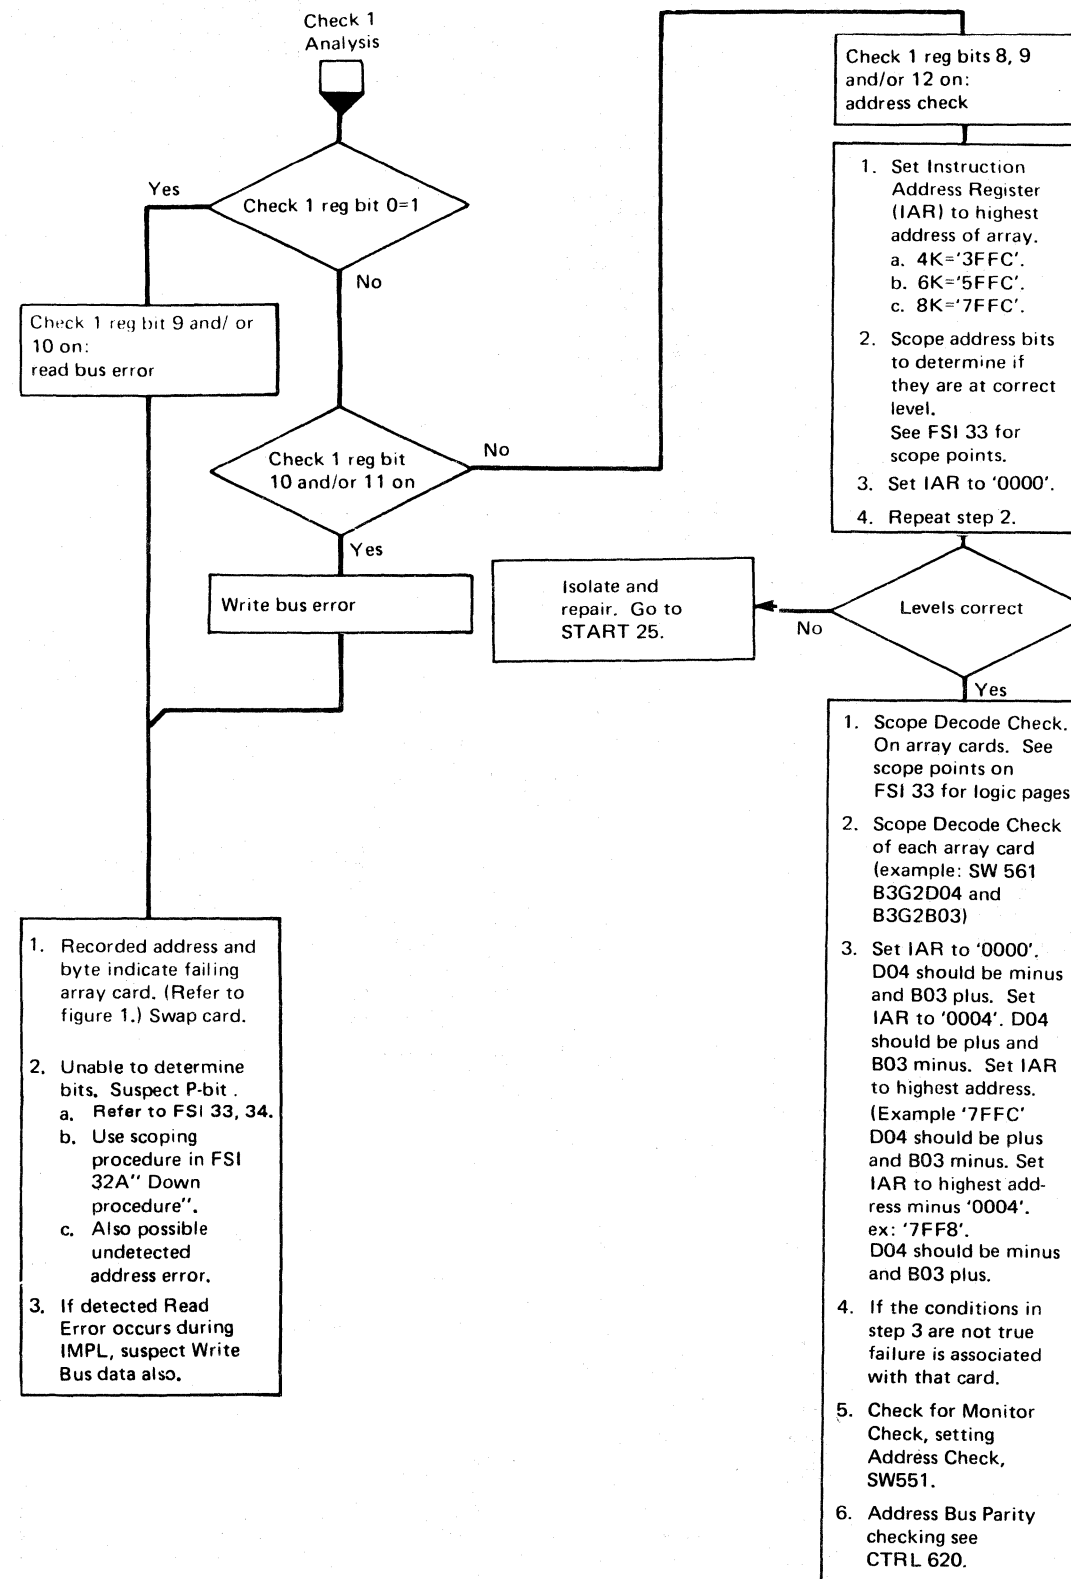 Check 1
Analysis
Check 1 reg bit 0=1
Yes
No
Check 1 reg bit 9 and/ or
10 on:
read bus error
Check 1 reg bit
10 and/or 11 on
No
Yes
Write bus error
1. Recorded address and
byte indicate failing
array card. (Refer to
figure 1.) Swap card.
2. Unable to determine
bits. Suspect P-bit .
a. Refer to FSI 33, 34.
b. Use scoping
procedure in FSI
32A'' Down
procedure''.
c. Also possible
undetected
address error.
3. If detected Read
Error occurs during
IMPL, suspect Write
Bus data also.
Check 1 reg bits 8, 9
and/or 12 on:
address check
1. Set Instruction
Address Register
(IAR) to highest
address of array.
a. 4K='3FFC'.
b. 6K='5FFC'.
c. 8K='7FFC'.
2. Scope address bits
to determine if
they are at correct
level.
See FSI 33 for
scope points.
3. Set IAR to '0000'.
4. Repeat step 2.
Levels correct
No
Isolate and
repair. Go to
START 25.
Yes
1. Scope Decode Check.
On array cards. See
scope points on
FSI 33 for logic pages
2. Scope Decode Check
of each array card
(example: SW 561
B3G2D04 and
B3G2B03)
3. Set IAR to '0000'.
D04 should be minus
and B03 plus. Set
IAR to '0004'. D04
should be plus and
B03 minus. Set IAR
to highest address.
(Example '7FFC'
D04 should be plus
and B03 minus. Set
IAR to highest add-
ress minus '0004'.
ex: '7FF8'.
D04 should be minus
and B03 plus.
4. If the conditions in
step 3 are not true
failure is associated
with that card.
5. Check for Monitor
Check, setting
Address Check,
SW551.
6. Address Bus Parity
checking see
CTRL 620.